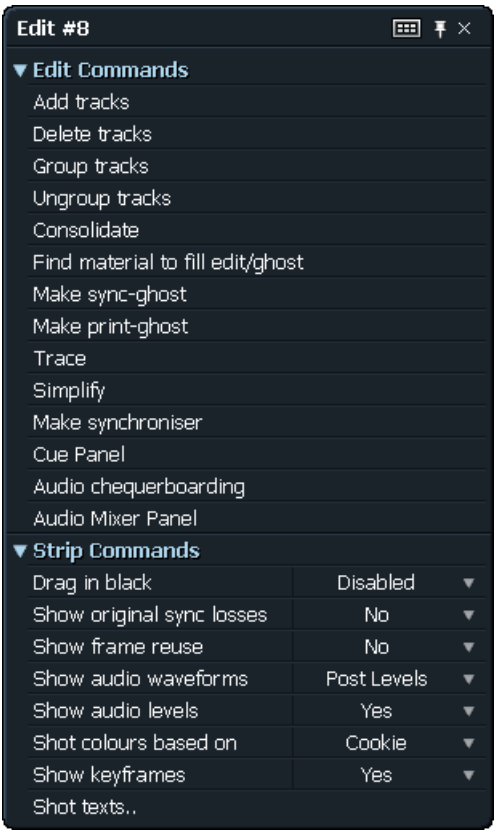 Edit #8
Edit Commands
Add tracks
Delete tracks
Group tracks
Ungroup tracks
Consolidate
Find material to fill edit/ghost
Make sync-ghost
Make print-ghost
Trace
Simplify
Make synchroniser
Cue Panel
Audio chequerboarding
Audio Mixer Panel
Strip Commands
Drag in black Disabled
Show original sync losses No
Show frame reuse No
Show audio waveforms Post Levels
Show audio levels Yes
Shot colours based on Cookie
Show keyframes Yes
Shot texts..